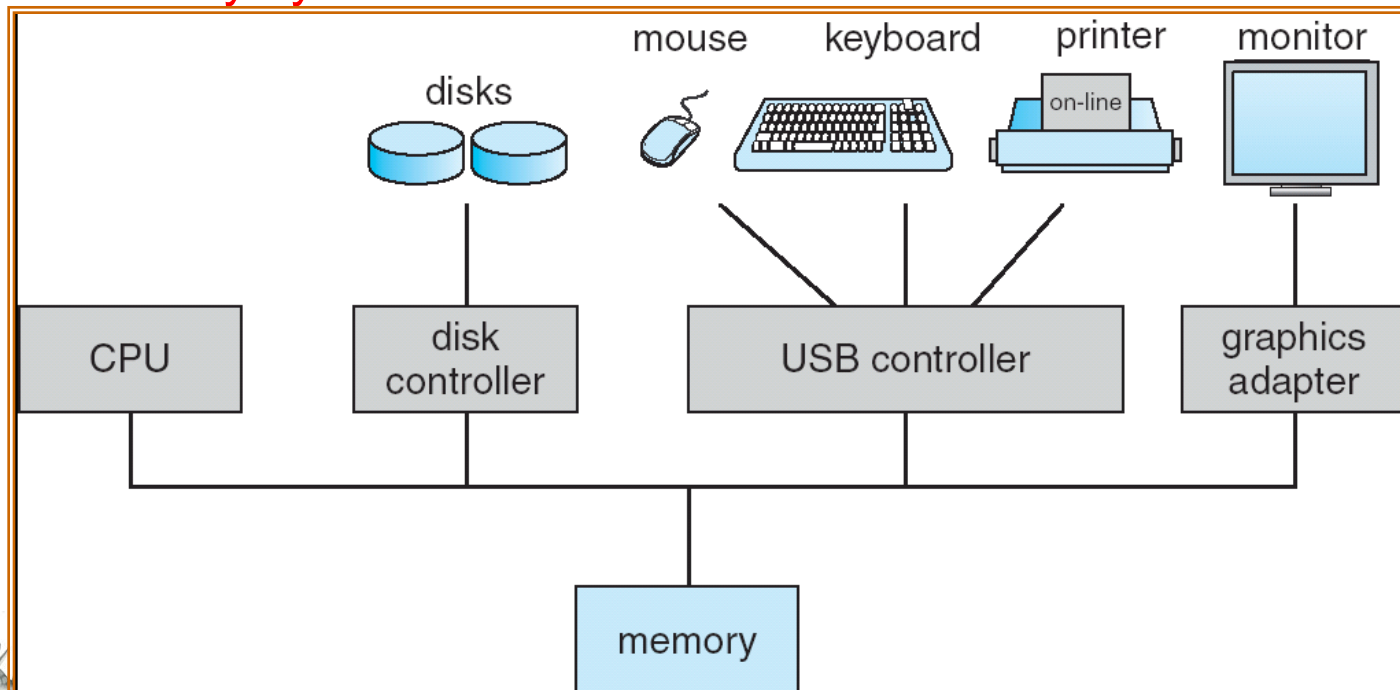 mouse keyboard printer monitor
disks
on-line
CPU
disk
controller
USB controller
graphics
adapter
memory